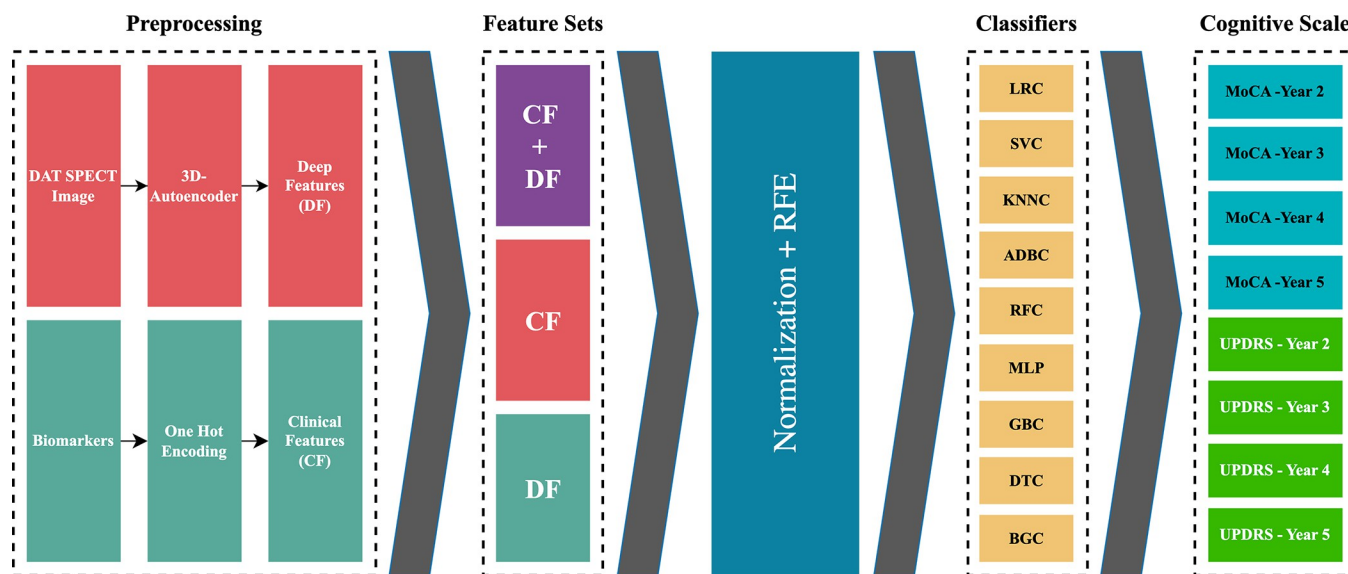 Preprocessing
Feature Sets
Classifiers
Cognitive Scale
DAT SPECT
Image
3D-
Autoencoder
Deep
Features
(DF)
Biomarkers
One Hot
Encoding
Clinical
Features
(CF)
CF
+
DF
CF
DF
Normalization + RFE
LRC
SVC
KNNC
ADBC
RFC
MLP
GBC
DTC
BGC
MoCA -Year 2
MoCA -Year 3
MoCA -Year 4
MoCA -Year 5
UPDRS - Year 2
UPDRS - Year 3
UPDRS - Year 4
UPDRS - Year 5